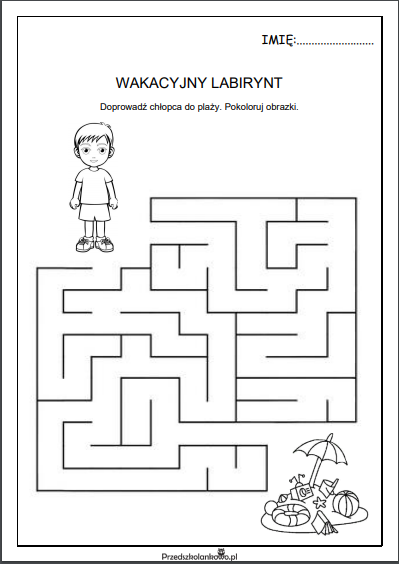 IMIĘ:..........................
WAKACYJNY LABIRYNT
Doprowadź chłopca do plaży. Pokoloruj obrazki.
Przedszkolankowo.pl